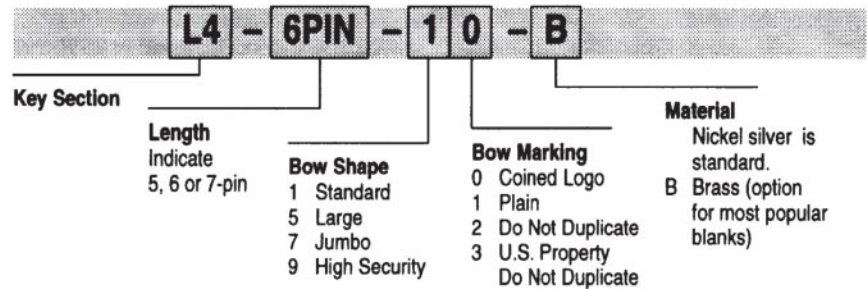 L4 – 6PIN – 1 0 – B
Key Section
Length
Indicate
5, 6 or 7-pin
Bow Shape
1 Standard
5 Large
7 Jumbo
9 High Security
Bow Marking
0 Coined Logo
1 Plain
2 Do Not Duplicate
3 U.S. Property
Do Not Duplicate
Material
Nickel silver is
standard.
B Brass (option
for most popular
blanks)